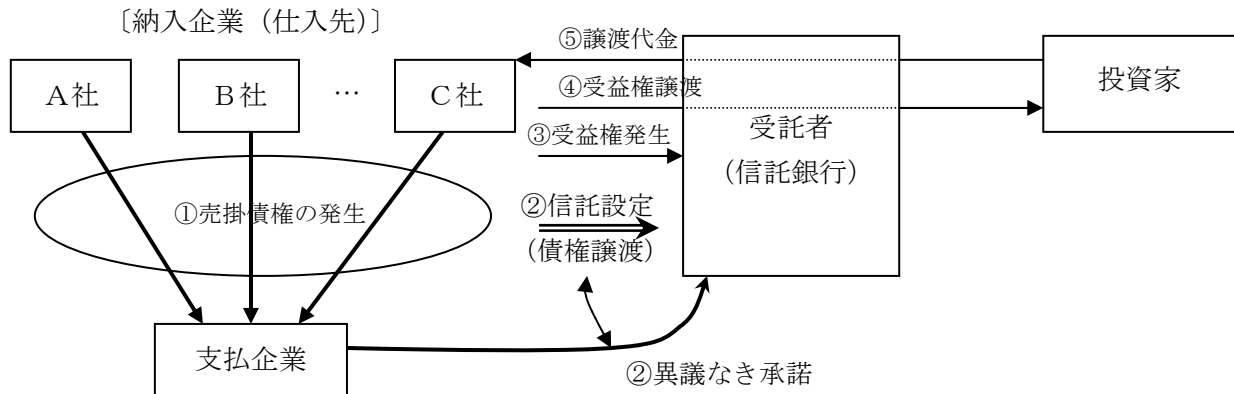 〔納入企業（仕入先）〕
Ａ社
Ｂ社
…
Ｃ社
⑤譲渡代金
④受益権譲渡
③受益権発生
②信託設定
（債権譲渡）
受託者
（信託銀行）
投資家
①売掛債権の発生
支払企業
②異議なき承諾